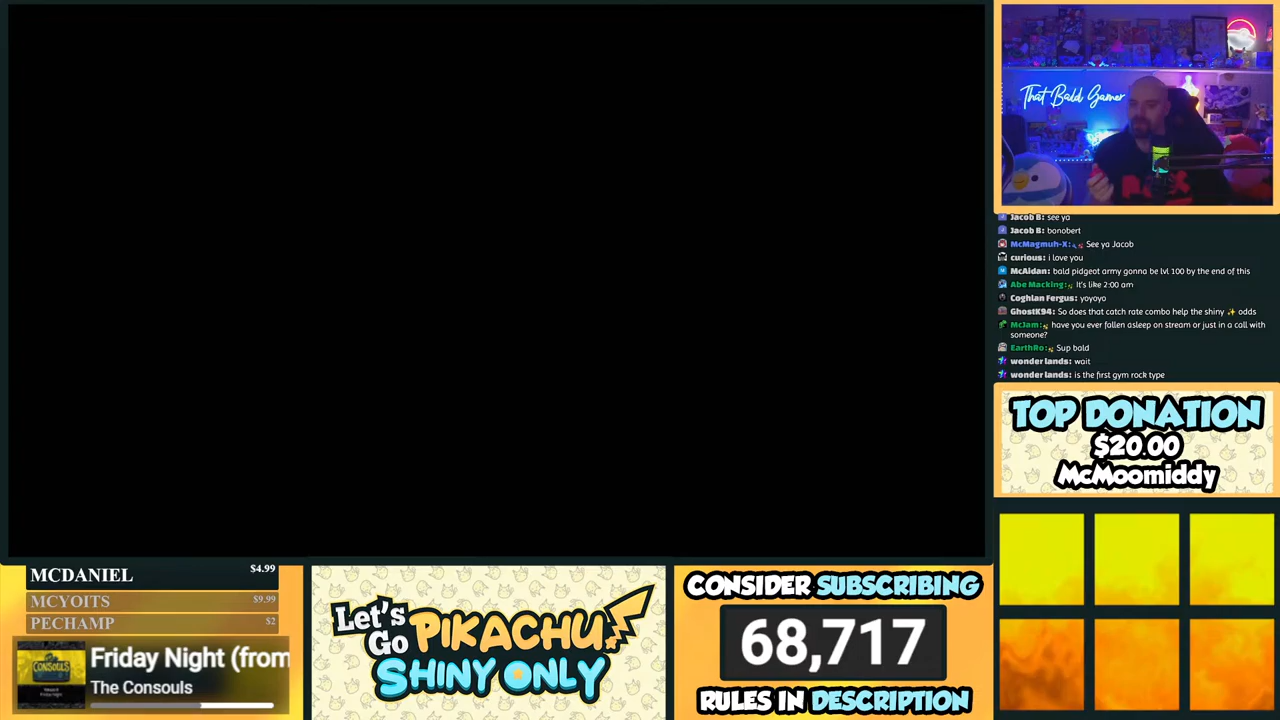 That Bald Gamer
Jacob B: see ya
Jacob B: bonobert
McMagmuh-X: See ya Jacob
curious: i love you
McAidan: bald pidgeot army gonna be lvl 100 by the end of this
Abe Macking: It's like 2:00 am
Coghlan Fergus: yoyoyo
GhostK94: So does that catch rate combo help the shiny ✨ odds
McJam: have you ever fallen asleep on stream or just in a call with
someone?
EarthRo: Sup bald
wonder lands: wait
wonder lands: is the first gym rock type
TOP DONATION
$20.00
McMoomiddy
MCDANIEL $4.99
MCYOITS $9.99
PECHAMP $2
CONSOULS
Friday Night (from
The Consouls
Let's
Go PIKACHU
SHINY ONLY
CONSIDER SUBSCRIBING
68,717
RULES IN DESCRIPTION